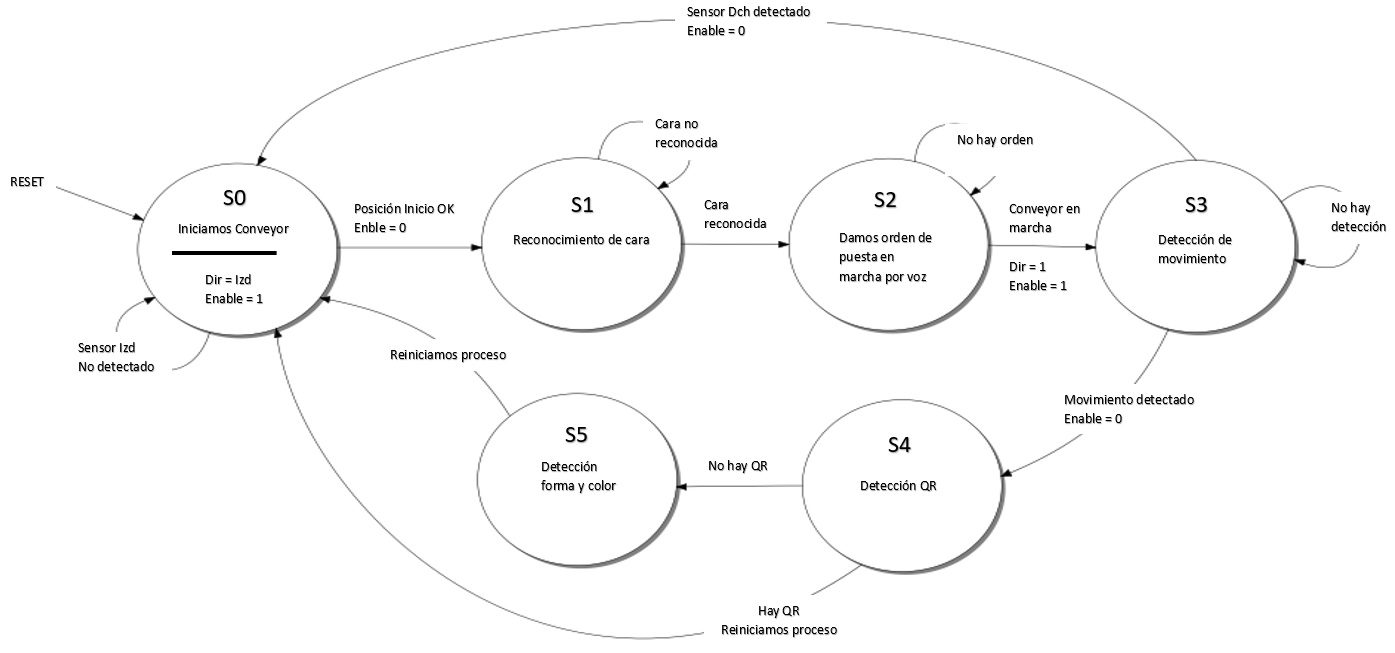 Sensor Dch detectado
Enable = 0
Cara no
reconocida
No hay orden
RESET
S0
Iniciamos Conveyor
Dir = Izd
Enable = 1
Posición Inicio OK
Enble = 0
S1
Reconocimiento de cara
Cara
reconocida
S2
Damos orden de
puesta en
marcha por voz
Conveyor en
marcha
Dir = 1
Enable = 1
S3
Detección de
movimiento
No hay
detección
Sensor Izd
No detectado
Reiniciamos proceso
Movimiento detectado
Enable = 0
S5
Detección
forma y color
No hay QR
S4
Detección QR
Hay QR
Reiniciamos proceso